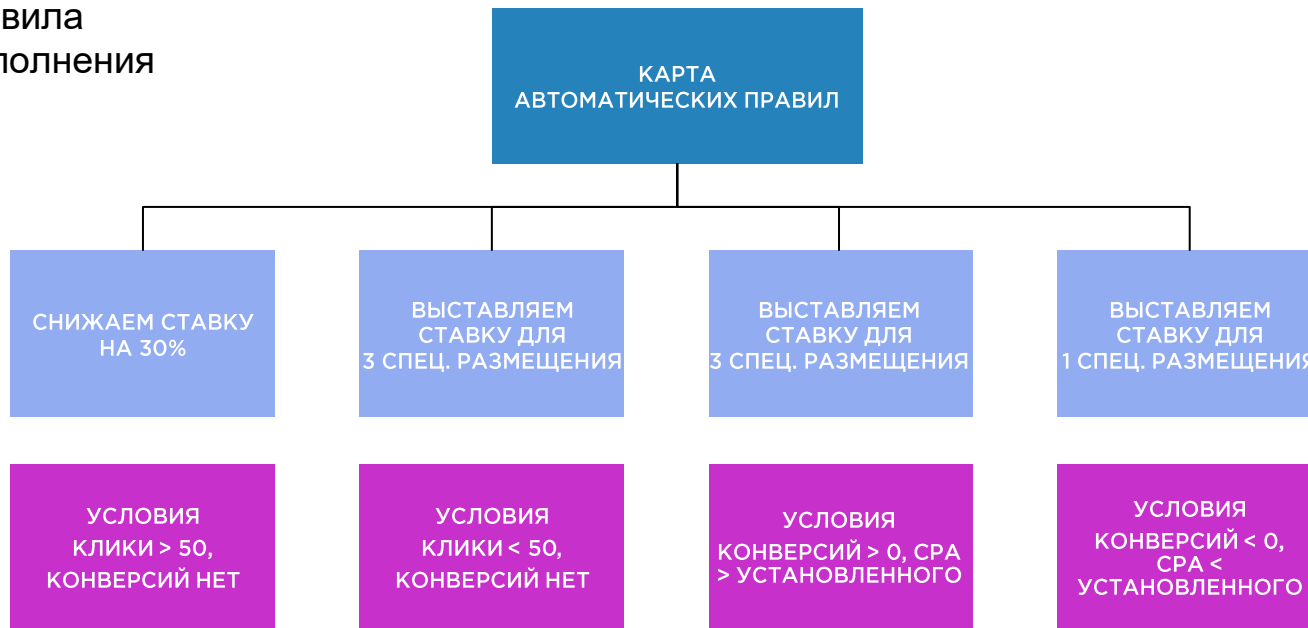 вила
полнения
КАРТА
АВТОМАТИЧЕСКИХ ПРАВИЛ
СНИЖАЕМ СТАВКУ
НА 30%
ВЫСТАВЛЯЕМ
СТАВКУ ДЛЯ
3 СПЕЦ. РАЗМЕЩЕНИЯ
ВЫСТАВЛЯЕМ
СТАВКУ ДЛЯ
3 СПЕЦ. РАЗМЕЩЕНИЯ
ВЫСТАВЛЯЕМ
СТАВКУ ДЛЯ
1 СПЕЦ. РАЗМЕЩЕНИЯ
УСЛОВИЯ
КЛИКИ > 50,
КОНВЕРСИЙ НЕТ
УСЛОВИЯ
КЛИКИ < 50,
КОНВЕРСИЙ НЕТ
УСЛОВИЯ
КОНВЕРСИЙ > 0, CPA
> УСТАНОВЛЕННОГО
УСЛОВИЯ
КОНВЕРСИЙ < 0,
CPA <
УСТАНОВЛЕННОГО